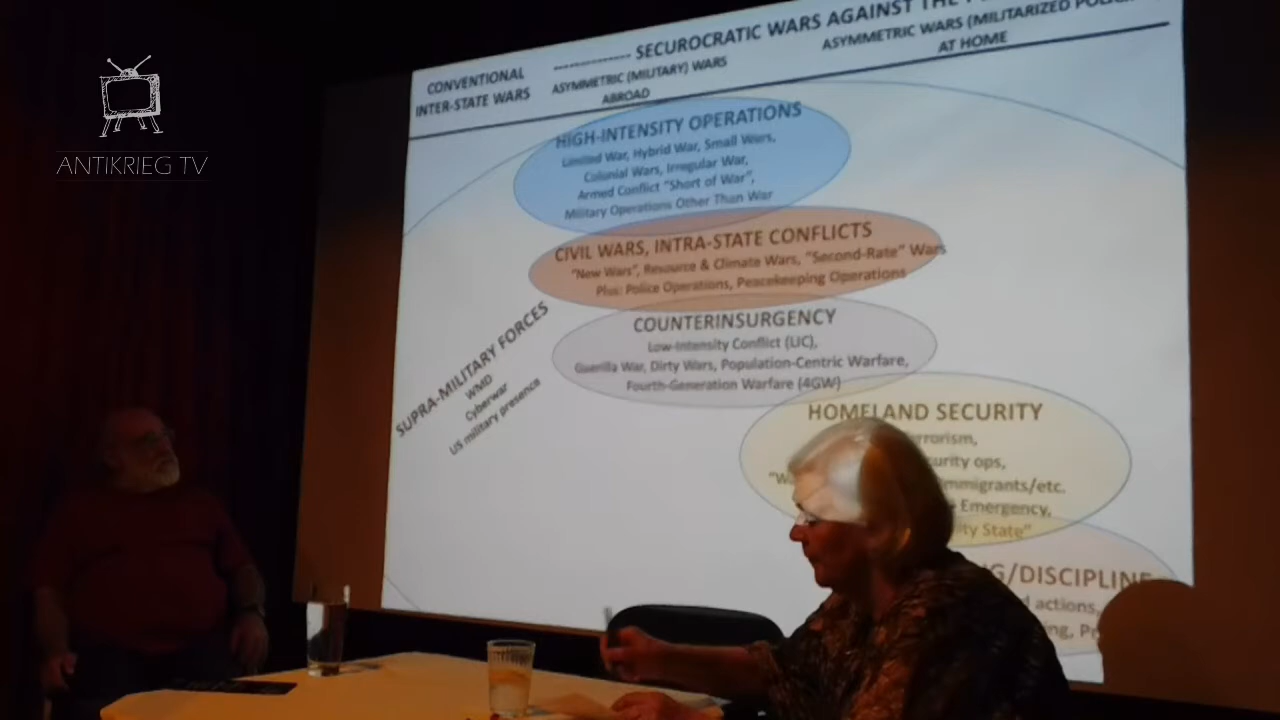 SECUROCRATIC WARS AGAINST THE
CONVENTIONAL
INTER-STATE WARS
ASYMMETRIC (MILITARY) WARS
ABROAD
ASYMMETRIC WARS (MILITARIZED
AT HOME
ANTIKRIEG TV
HIGH-INTENSITY OPERATIONS
Limited War, Hybrid War, Small Wars,
Colonial Wars, Irregular War,
Armed Conflict "Short of War",
Military Operations Other Than War
CIVIL WARS, INTRA-STATE CONFLICTS
"New Wars", Resource & Climate Wars, "Second-Rate" Wars
Plus: Police Operations, Peacekeeping Operations
COUNTERINSURGENCY
Low-Intensity Conflict (LIC),
Guerilla War, Dirty Wars, Population-Centric Warfare,
Fourth-Generation Warfare (4GW)
SUPRA-MILITARY FORCES
WMD
Cyberwar
US military presence
HOMELAND SECURITY
ops,
Immigrants/etc.
Emergency,
State"
DISCIPLINE
actions,